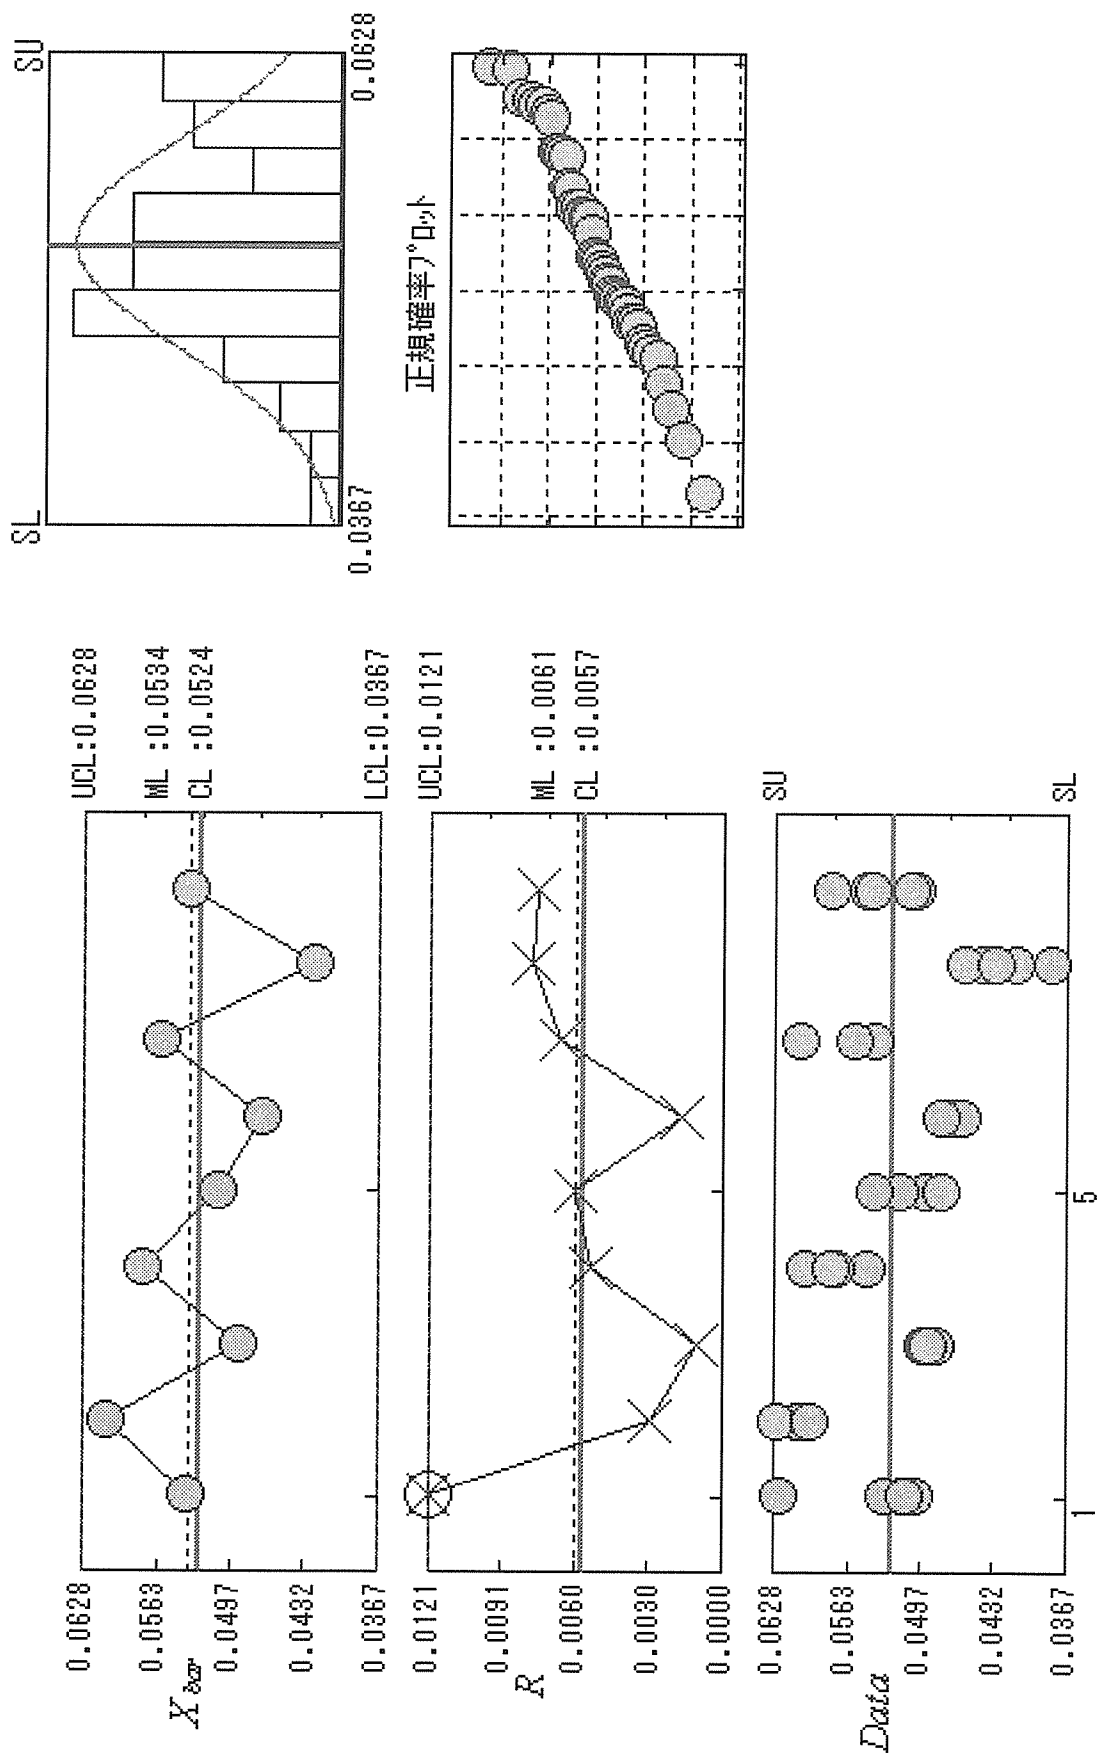 UCL:0.0628
ML :0.0534
CL :0.0524
LCL:0.0367
0.0628
0.0563
0.0497
0.0432
0.0367
X bar
UCL:0.0121
ML :0.0061
CL :0.0057
0.0121
0.0091
0.0060
0.0030
0.0000
R
SU
SL
0.0628
0.0563
0.0497
0.0432
0.0367
Data
1
5
SL
SU
0.0367
0.0628
正規確率プロット